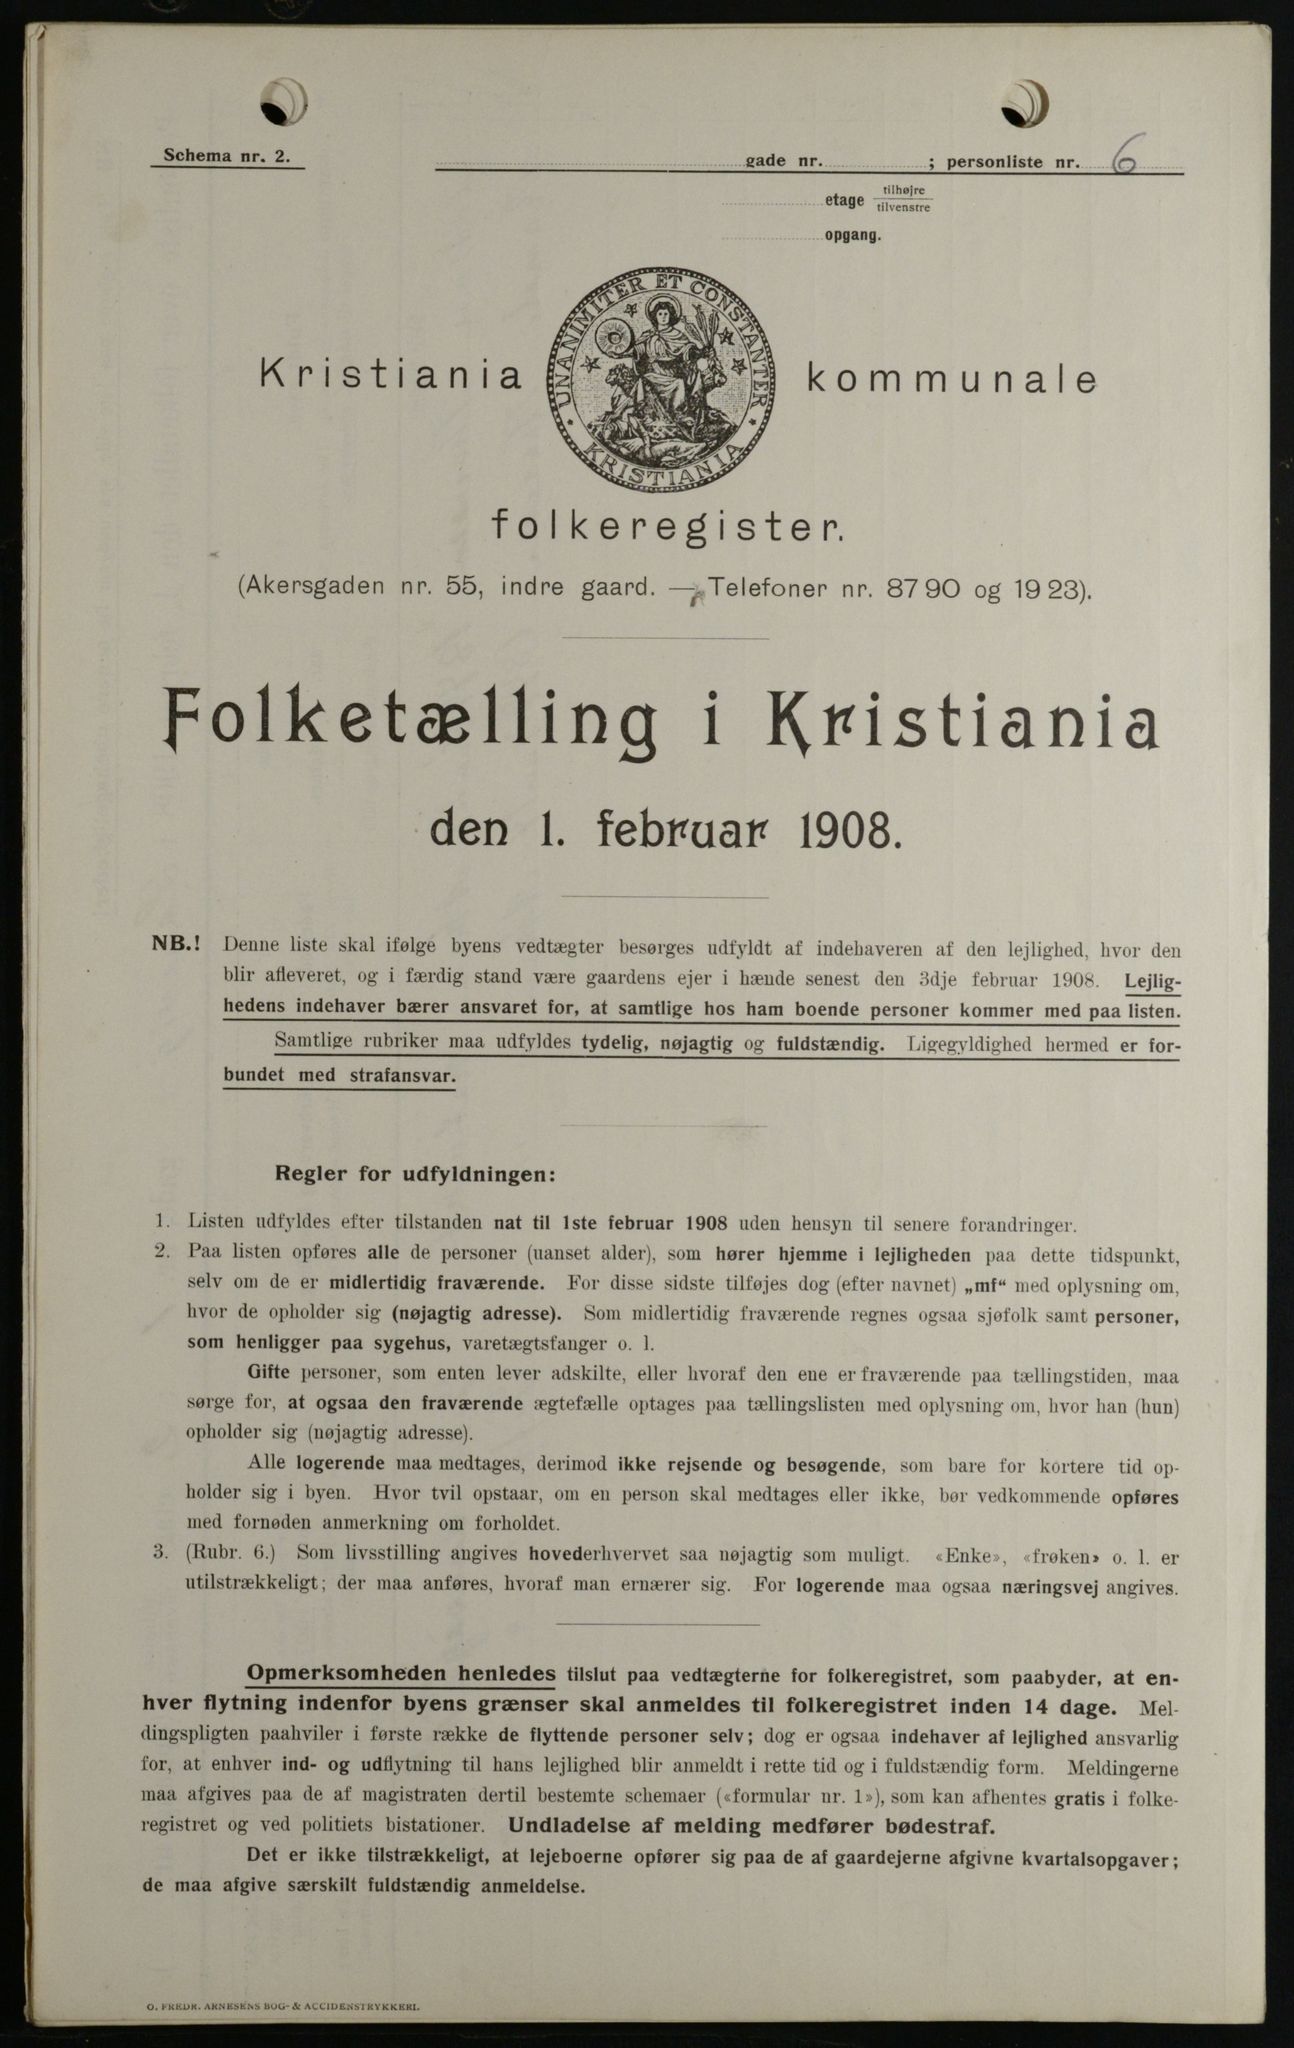 Schema nr. 2.
gade nr. ; personliste nr. 6
etage tilhøjre
tilvenstre
opgang.
UNANIMITER ET CONSTANTER
KRISTIANIA
Kristiania kommunale
folkeregister.
(Akersgaden nr. 55, indre gaard. — Telefoner nr. 8790 og 1923).
Folketælling i Kristiania
den 1. februar 1908.
NB.! Denne liste skal ifølge byens vedtægter besørges udfyldt af indehaveren af den lejlighed, hvor den
blir afleveret, og i færdig stand være gaardens ejer i hænde senest den 3dje februar 1908. Lejlig-
hedens indehaver bærer ansvaret for, at samtlige hos ham boende personer kommer med paa listen.
Samtlige rubriker maa udfyldes tydelig, nøjagtig og fuldstændig. Ligegyldighed hermed er for-
bundet med strafansvar.
Regler for udfyldningen:
1. Listen udfyldes efter tilstanden nat til 1ste februar 1908 uden hensyn til senere forandringer.
2. Paa listen opføres alle de personer (uanset alder), som hører hjemme i lejligheden paa dette tidspunkt,
selv om de er midlertidig fraværende. For disse sidste tilføjes dog (efter navnet) „mf“ med oplysning om,
hvor de opholder sig (nøjagtig adresse). Som midlertidig fraværende regnes ogsaa sjøfolk samt personer,
som henligger paa sygehus, varetægtsfanger o. l.
Gifte personer, som enten lever adskilte, eller hvoraf den ene er fraværende paa tællingstiden, maa
sørge for, at ogsaa den fraværende ægtefælle optages paa tællingslisten med oplysning om, hvor han (hun)
opholder sig (nøjagtig adresse).
Alle logerende maa medtages, derimod ikke rejsende og besøgende, som bare for kortere tid op-
holder sig i byen. Hvor tvil opstaar, om en person skal medtages eller ikke, bør vedkommende opføres
med fornøden anmerkning om forholdet.
3. (Rubr. 6.) Som livsstilling angives hovederhvervet saa nøjagtig som muligt. «Enke», «frøken» o. l. er
utilstrækkeligt; der maa anføres, hvoraf man ernærer sig. For logerende maa ogsaa næringsvej angives.
Opmerksomheden henledes tilslut paa vedtægterne for folkeregistret, som paabyder, at en-
hver flytning indenfor byens grænser skal anmeldes til folkeregistret inden 14 dage. Mel-
dingspligten paahviler i første række de flyttende personer selv; dog er ogsaa indehaver af lejlighed ansvarlig
for, at enhver ind- og udflytning til hans lejlighed blir anmeldt i rette tid og i fuldstændig form. Meldingerne
maa afgives paa de af magistraten dertil bestemte schemaer («formular nr. 1»), som kan afhentes gratis i folke-
registret og ved politiets bistationer. Undladelse af melding medfører bødestraf.
Det er ikke tilstrækkeligt, at lejeboerne opfører sig paa de af gaardejerne afgivne kvartalsopgaver;
de maa afgive særskilt fuldstændig anmeldelse.
O. FREDR. ARNESENS BOG- & ACCIDENSTRYKKERI.